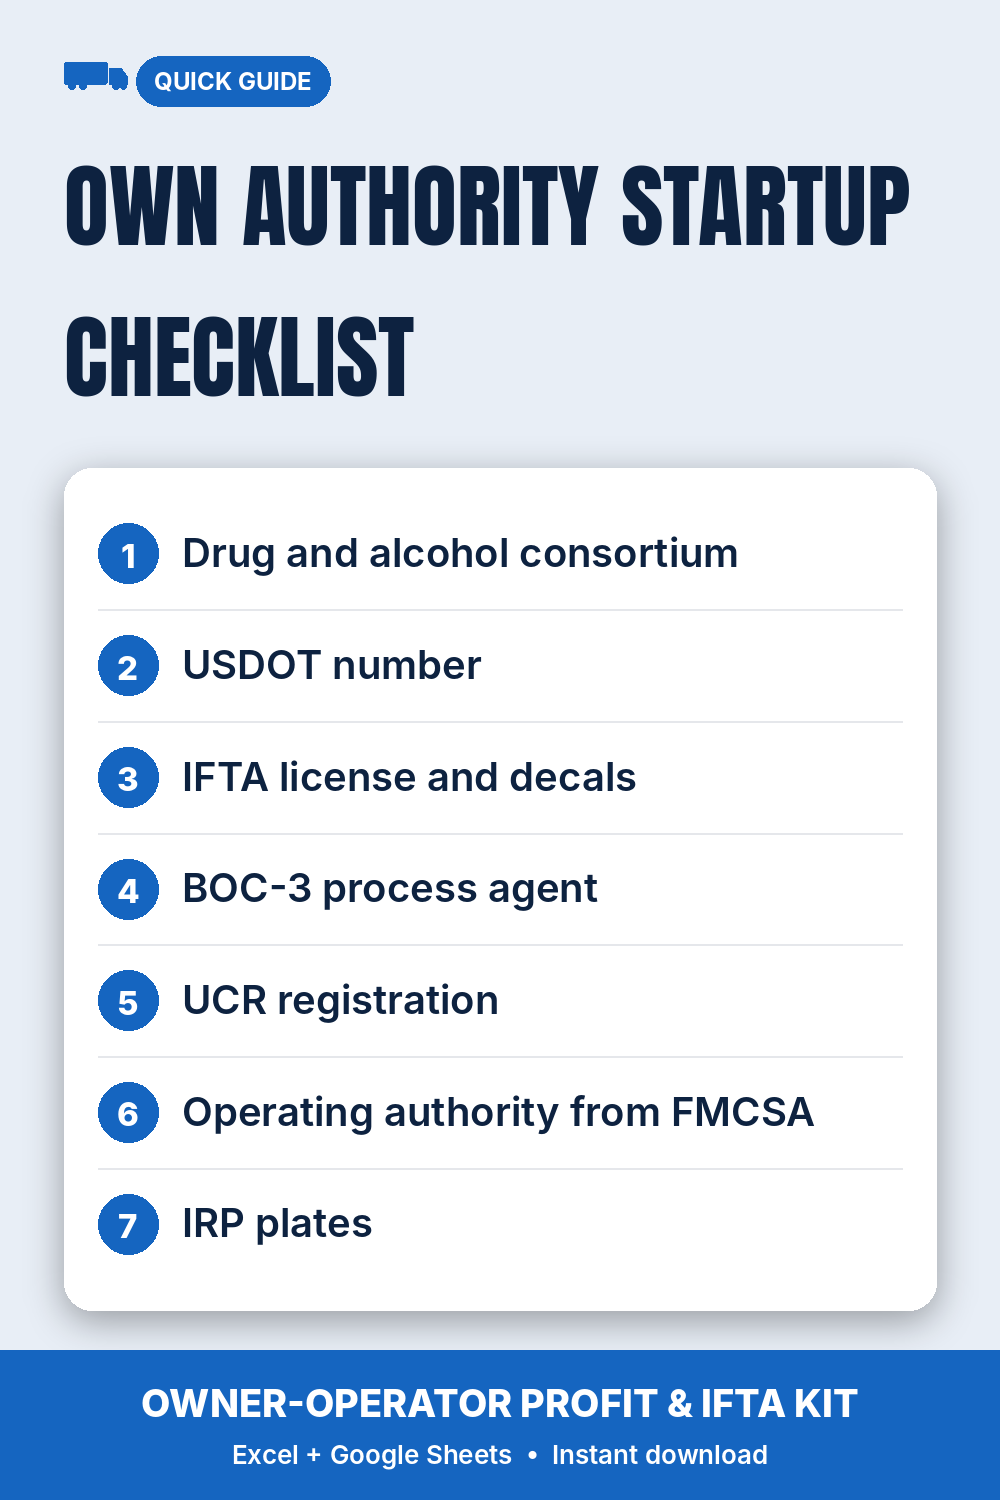 QUICK GUIDE
OWN AUTHORITY STARTUP
CHECKLIST
1 Drug and alcohol consortium
2 USDOT number
3 IFTA license and decals
4 BOC-3 process agent
5 UCR registration
6 Operating authority from FMCSA
7 IRP plates
OWNER-OPERATOR PROFIT & IFTA KIT
Excel + Google Sheets • Instant download